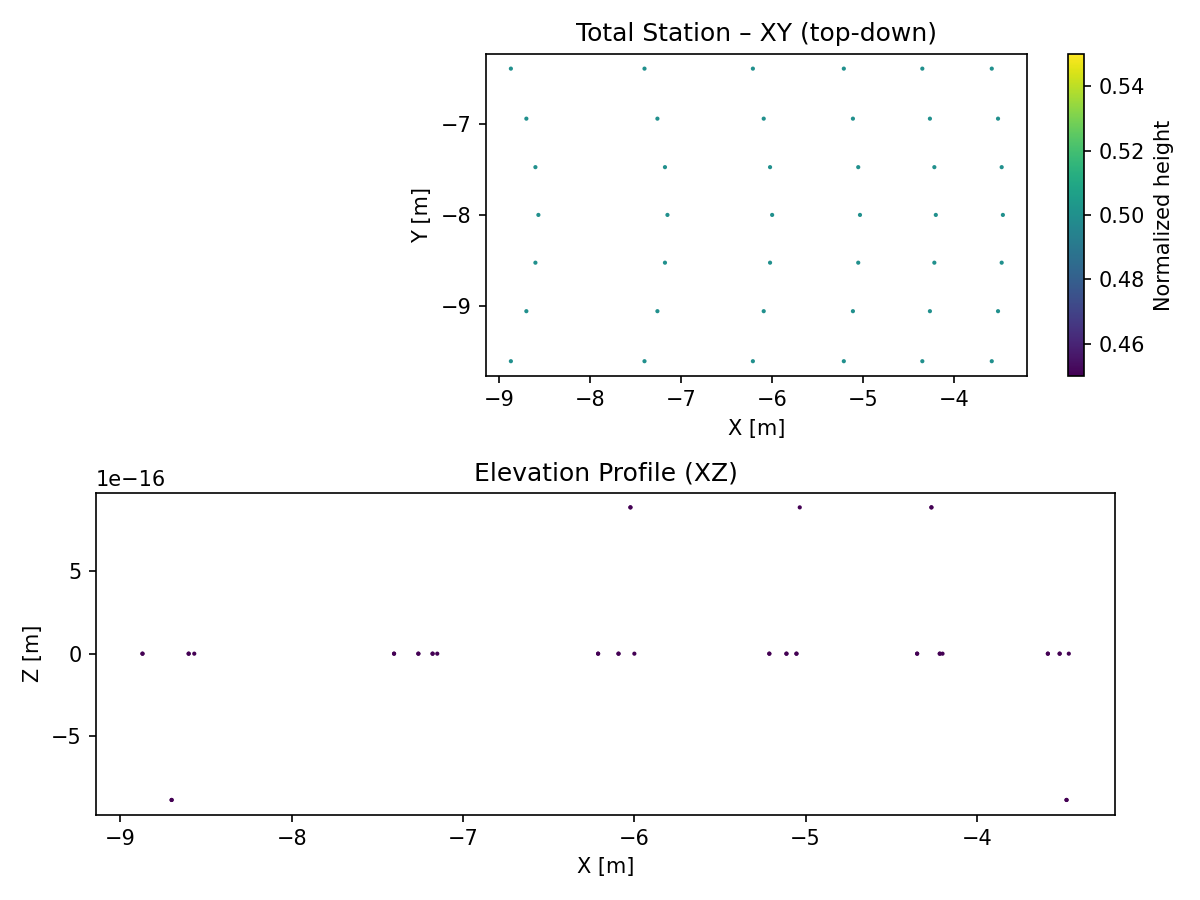 Total Station – XY (top-down)
−7
−8
−9
Y [m]
−9 −8 −7 −6 −5 −4
X [m]
0.54
0.52
0.50
0.48
0.46
Normalized height
Elevation Profile (XZ)
1e−16
5
0
−5
Z [m]
−9 −8 −7 −6 −5 −4
X [m]